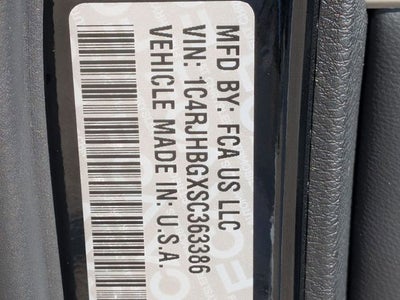 MFD BY: FCA US LLC
VIN: 1C4RJHBGXSC363386
VEHICLE MADE IN: U.S.A.